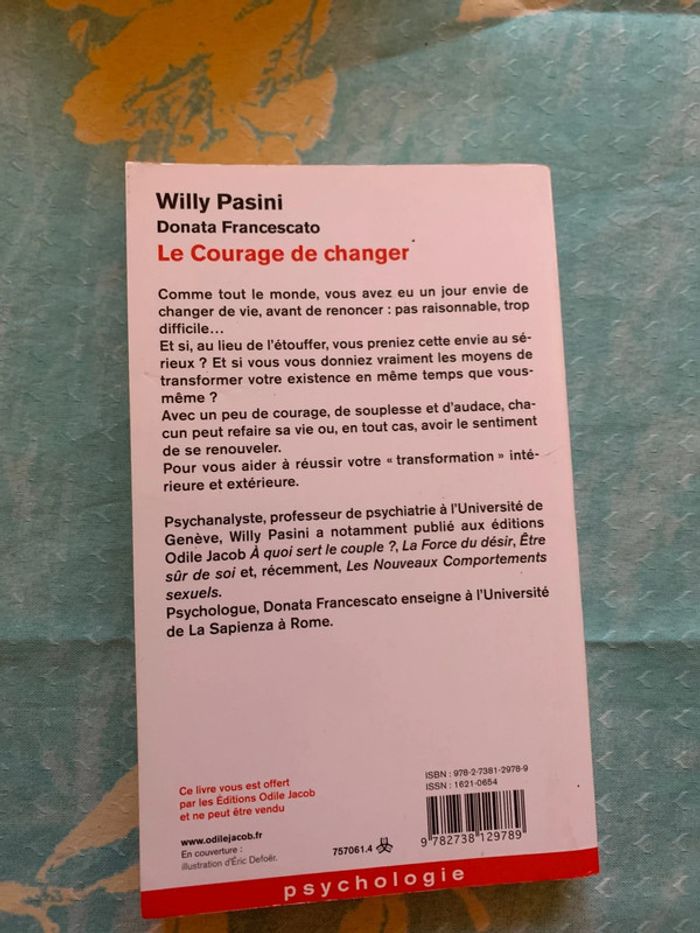 Willy Pasini
Donata Francescato
Le Courage de changer
Comme tout le monde, vous avez eu un jour envie de
changer de vie, avant de renoncer : pas raisonnable, trop
difficile…
Et si, au lieu de l'étouffer, vous preniez cette envie au sé-
rieux ? Et si vous vous donniez vraiment les moyens de
transformer votre existence en même temps que vous-
même ?
Avec un peu de courage, de souplesse et d'audace, cha-
cun peut refaire sa vie ou, en tout cas, avoir le sentiment
de se renouveler.
Pour vous aider à réussir votre « transformation » inté-
rieure et extérieure.
Psychanalyste, professeur de psychiatrie à l'Université de
Genève, Willy Pasini a notamment publié aux éditions
Odile Jacob À quoi sert le couple ?, La Force du désir, Être
sûr de soi et, récemment, Les Nouveaux Comportements
sexuels.
Psychologue, Donata Francescato enseigne à l'Université
de La Sapienza à Rome.
Ce livre vous est offert
par les Éditions Odile Jacob
et ne peut être vendu
www.odilejacob.fr
En couverture :
illustration d'Éric Defoër.
757061.4
ISBN : 978-2-7381-2978-9
ISSN : 1621-0654
9 782738 129789
psychologie